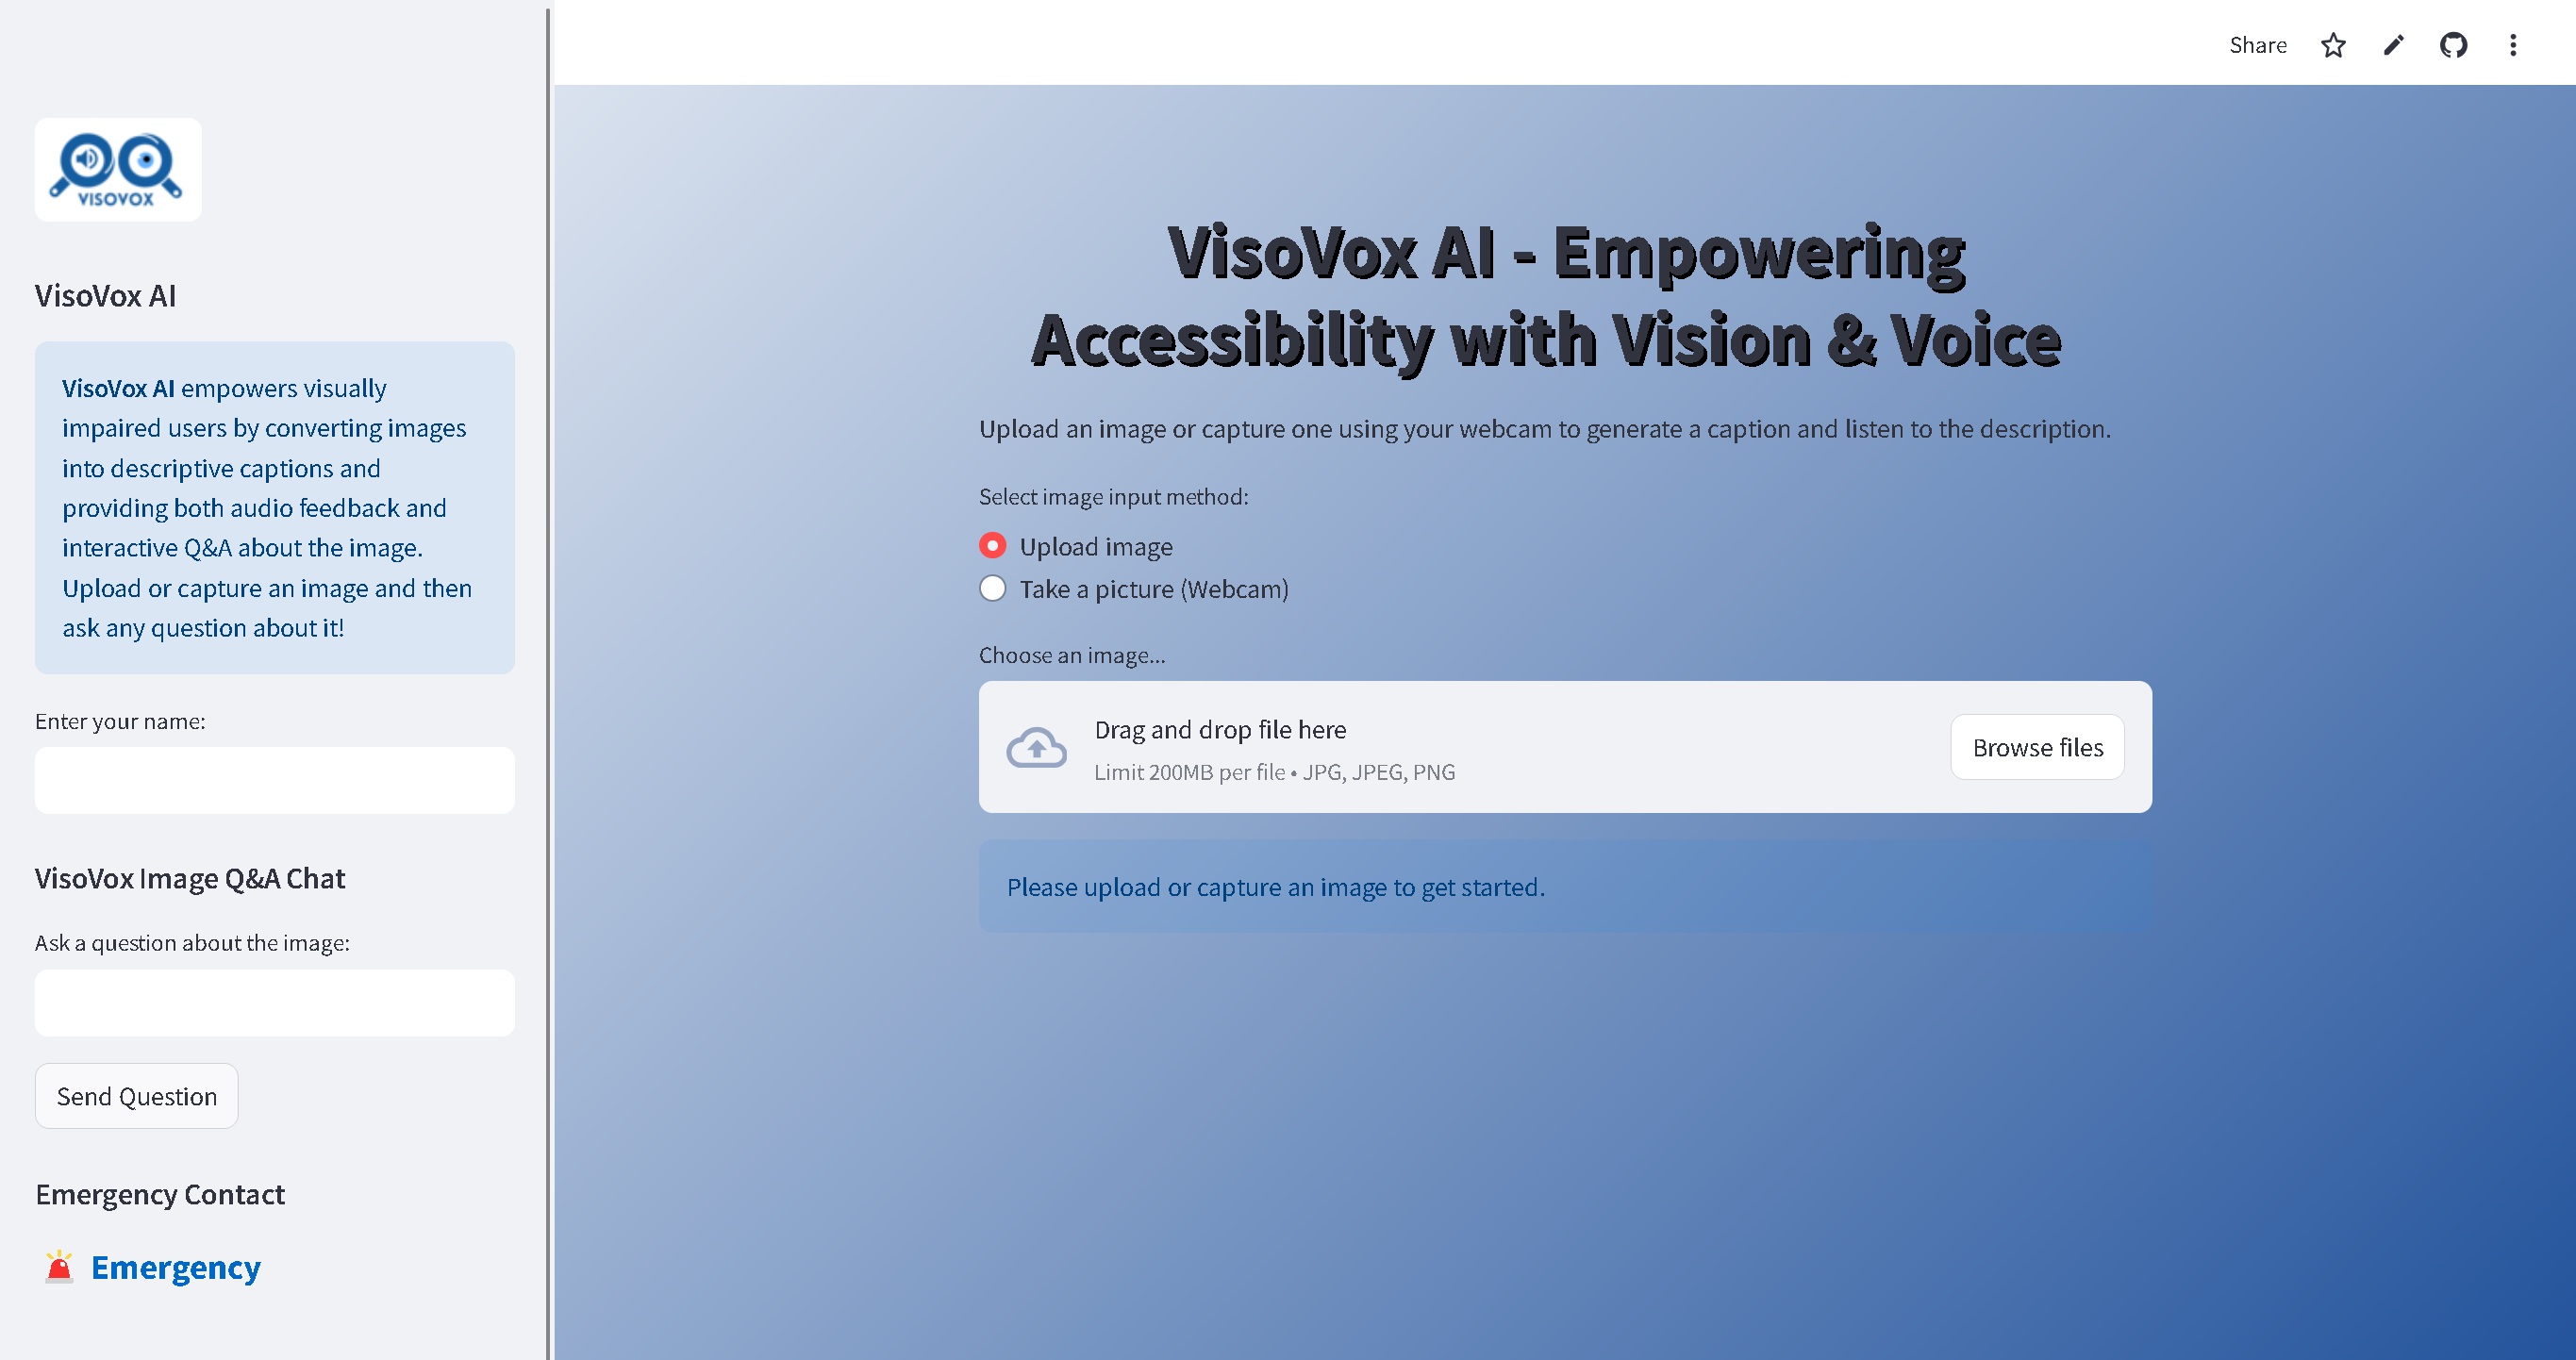 VISOVOX
VisoVox AI
VisoVox AI empowers visually
impaired users by converting images
into descriptive captions and
providing both audio feedback and
interactive Q&A about the image.
Upload or capture an image and then
ask any question about it!
Enter your name:
VisoVox Image Q&A Chat
Ask a question about the image:
Send Question
Emergency Contact
Emergency
Share
VisoVox AI - Empowering
Accessibility with Vision & Voice
Upload an image or capture one using your webcam to generate a caption and listen to the description.
Select image input method:
Upload image
Take a picture (Webcam)
Choose an image...
Drag and drop file here
Limit 200MB per file • JPG, JPEG, PNG
Browse files
Please upload or capture an image to get started.